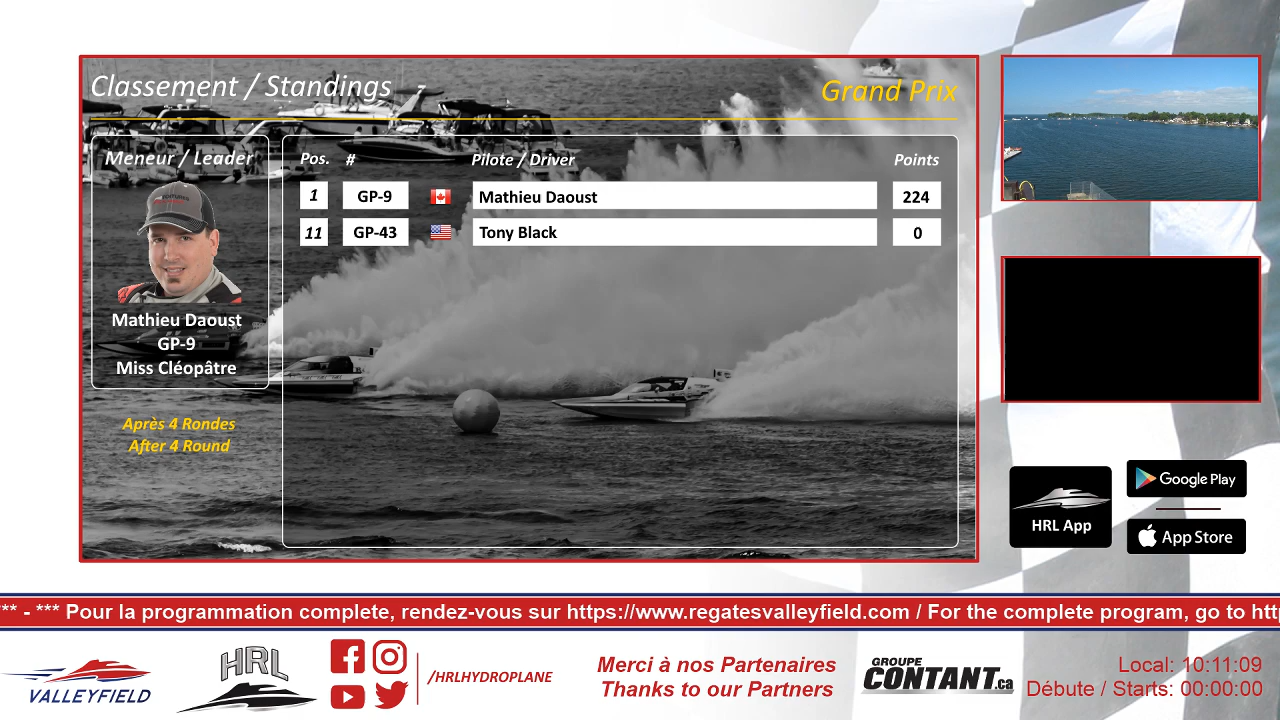 Classement / Standings
Grand Prix
Meneur / Leader
Mathieu Daoust
GP-9
Miss Cléopâtre
Après 4 Rondes
After 4 Round
Pos. # Pilote / Driver Points
1 GP-9 Mathieu Daoust 224
11 GP-43 Tony Black 0
HRL App
Google Play
App Store
*** - *** Pour la programmation complete, rendez-vous sur https://www.regatesvalleyfield.com / For the complete program, go to http
VALLEYFIELD
HRL
/HRLHYDROPLANE
Merci à nos Partenaires
Thanks to our Partners
GROUPE
CONTANT.ca
Local: 10:11:09
Débute / Starts: 00:00:00